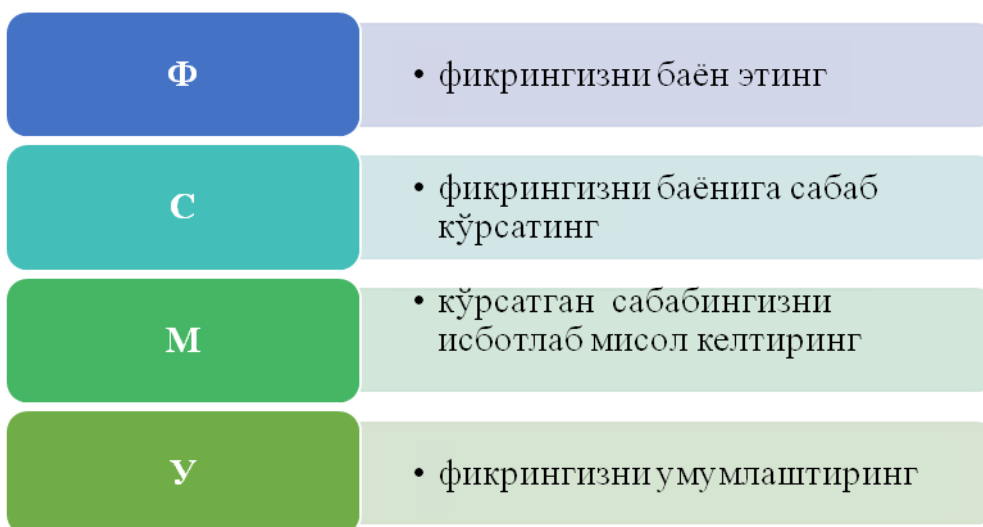 Ф
• фикрингизни баён этинг
С
• фикрингизни баёнига сабаб
кўрсатинг
М
• кўрсатган сабабингизни
исботлаб мисол келтиринг
У
• фикрингизни умумлаштиринг